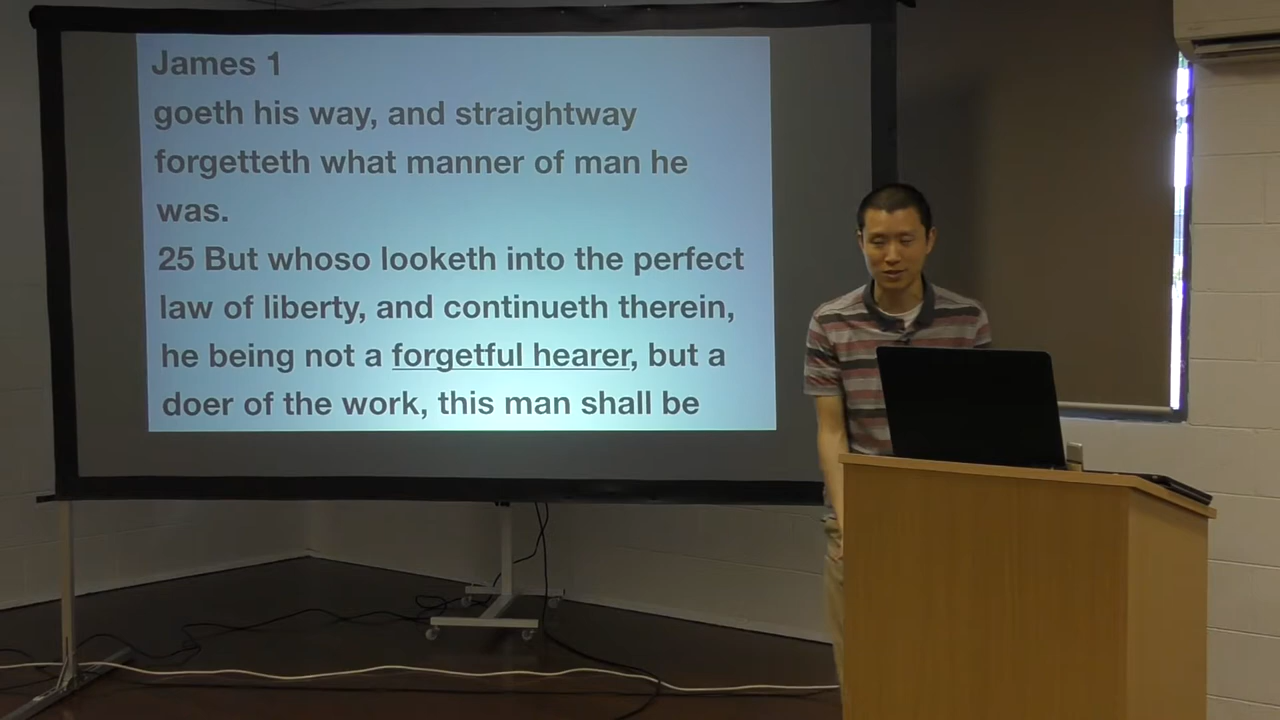 James 1
goeth his way, and straightway
forgetteth what manner of man he
was.
25 But whoso looketh into the perfect
law of liberty, and continueth therein,
he being not a forgetful hearer, but a
doer of the work, this man shall be